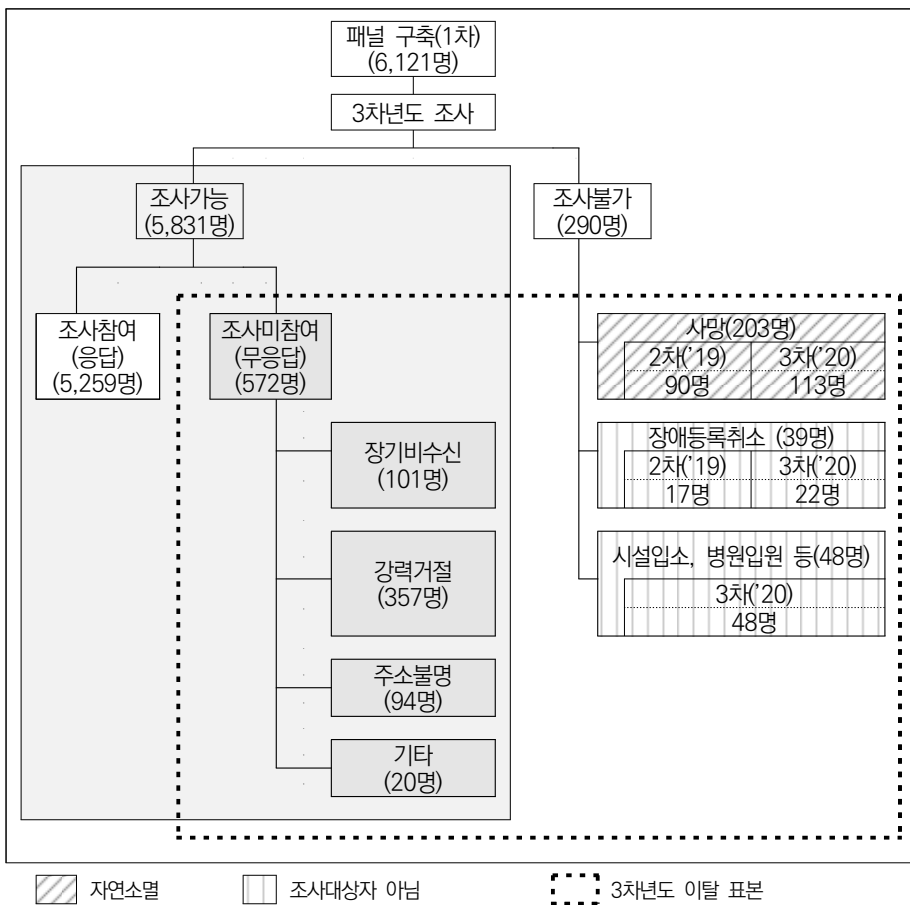 패널 구축(1차)
(6,121명)
3차년도 조사
조사가능
(5,831명)
조사불가
(290명)
조사참여
(응답)
(5,259명)
조사미참여
(무응답)
(572명)
장기비수신
(101명)
강력거절
(357명)
주소불명
(94명)
기타
(20명)
사망(203명)
2차('19) 3차('20)
90명 113명
장애등록취소 (39명)
2차('19) 3차('20)
17명 22명
시설입소, 병원입원 등(48명)
3차('20)
48명
자연소멸 조사대상자 아님 3차년도 이탈 표본